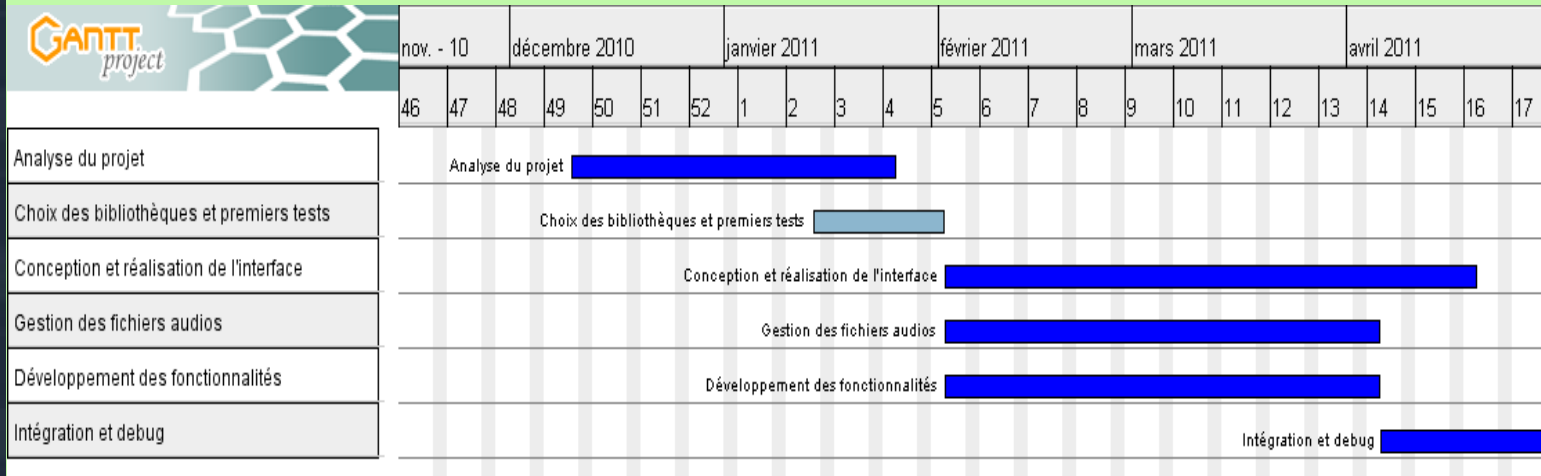 GANTT
project
nov. - 10 décembre 2010 janvier 2011 février 2011 mars 2011 avril 2011
46 47 48 49 50 51 52 1 2 3 4 5 6 7 8 9 10 11 12 13 14 15 16 17
Analyse du projet Analyse du projet
Choix des bibliothèques et premiers tests Choix des bibliothèques et premiers tests
Conception et réalisation de l'interface Conception et réalisation de l'interface
Gestion des fichiers audios Gestion des fichiers audios
Développement des fonctionnalités Développement des fonctionnalités
Intégration et debug Intégration et debug